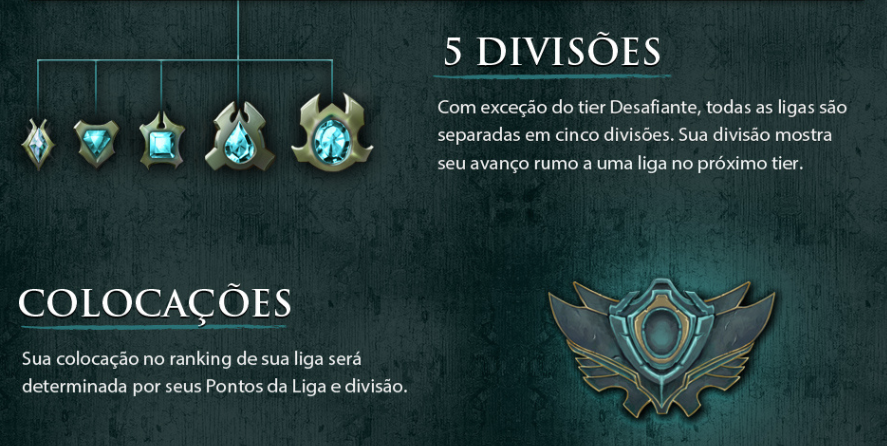 5 DIVISÕES
Com exceção do tier Desafiante, todas as ligas são
separadas em cinco divisões. Sua divisão mostra
seu avanço rumo a uma liga no próximo tier.
COLOCAÇÕES
Sua colocação no ranking de sua liga será
determinada por seus Pontos da Liga e divisão.